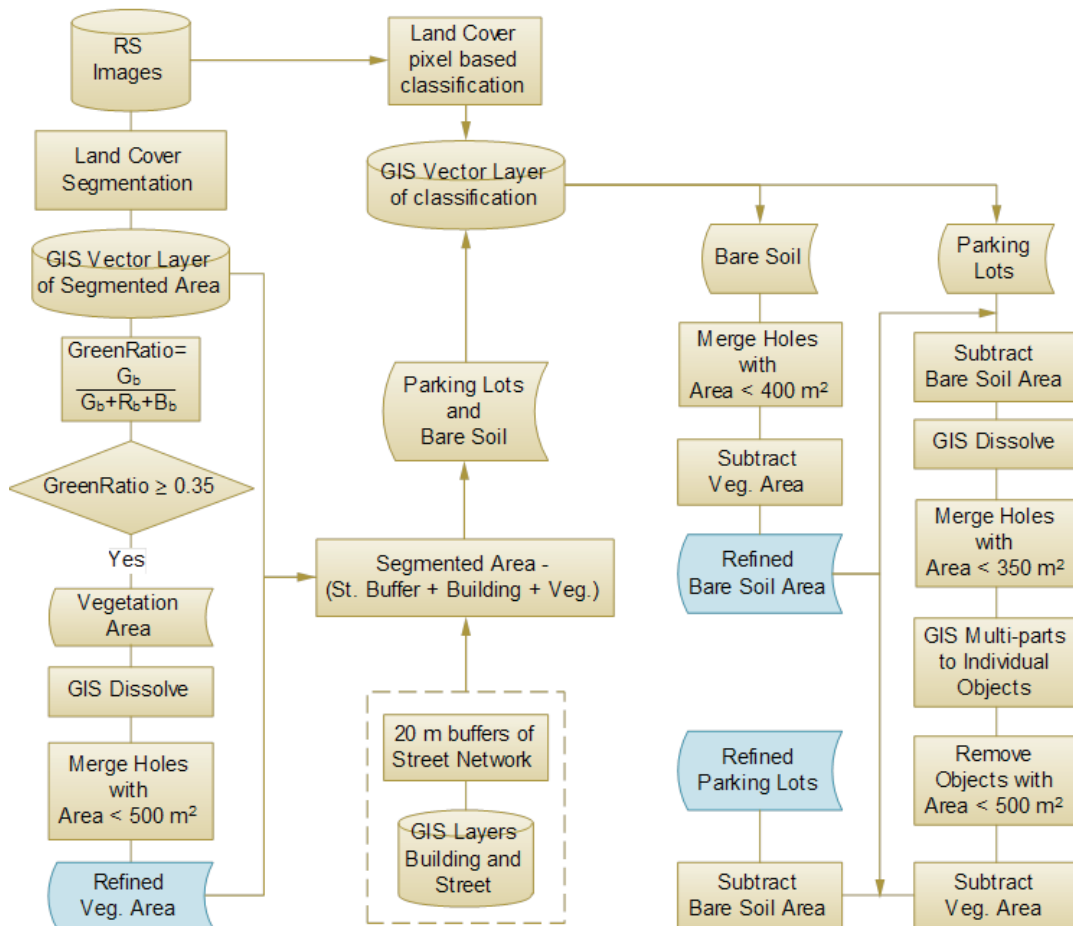 RS
Images
Land Cover
pixel based
classification
Land Cover
Segmentation
GIS Vector Layer
of classification
GIS Vector Layer
of Segmented Area
Bare Soil
Parking
Lots
GreenRatio=
G_b
G_b+R_b+B_b
Merge Holes
with
Area < 400 m²
Subtract
Bare Soil Area
Parking Lots
and
Bare Soil
GreenRatio ≥ 0.35
Subtract
Veg. Area
GIS Dissolve
Yes
Segmented Area -
(St. Buffer + Building + Veg.)
Refined
Bare Soil Area
Merge Holes
with
Area < 350 m²
Vegetation
Area
GIS Dissolve
GIS Multi-parts
to Individual
Objects
20 m buffers of
Street Network
Refined
Parking Lots
Remove
Objects with
Area < 500 m²
Merge Holes
with
Area < 500 m²
GIS Layers
Building and
Street
Refined
Veg. Area
Subtract
Bare Soil Area
Subtract
Veg. Area